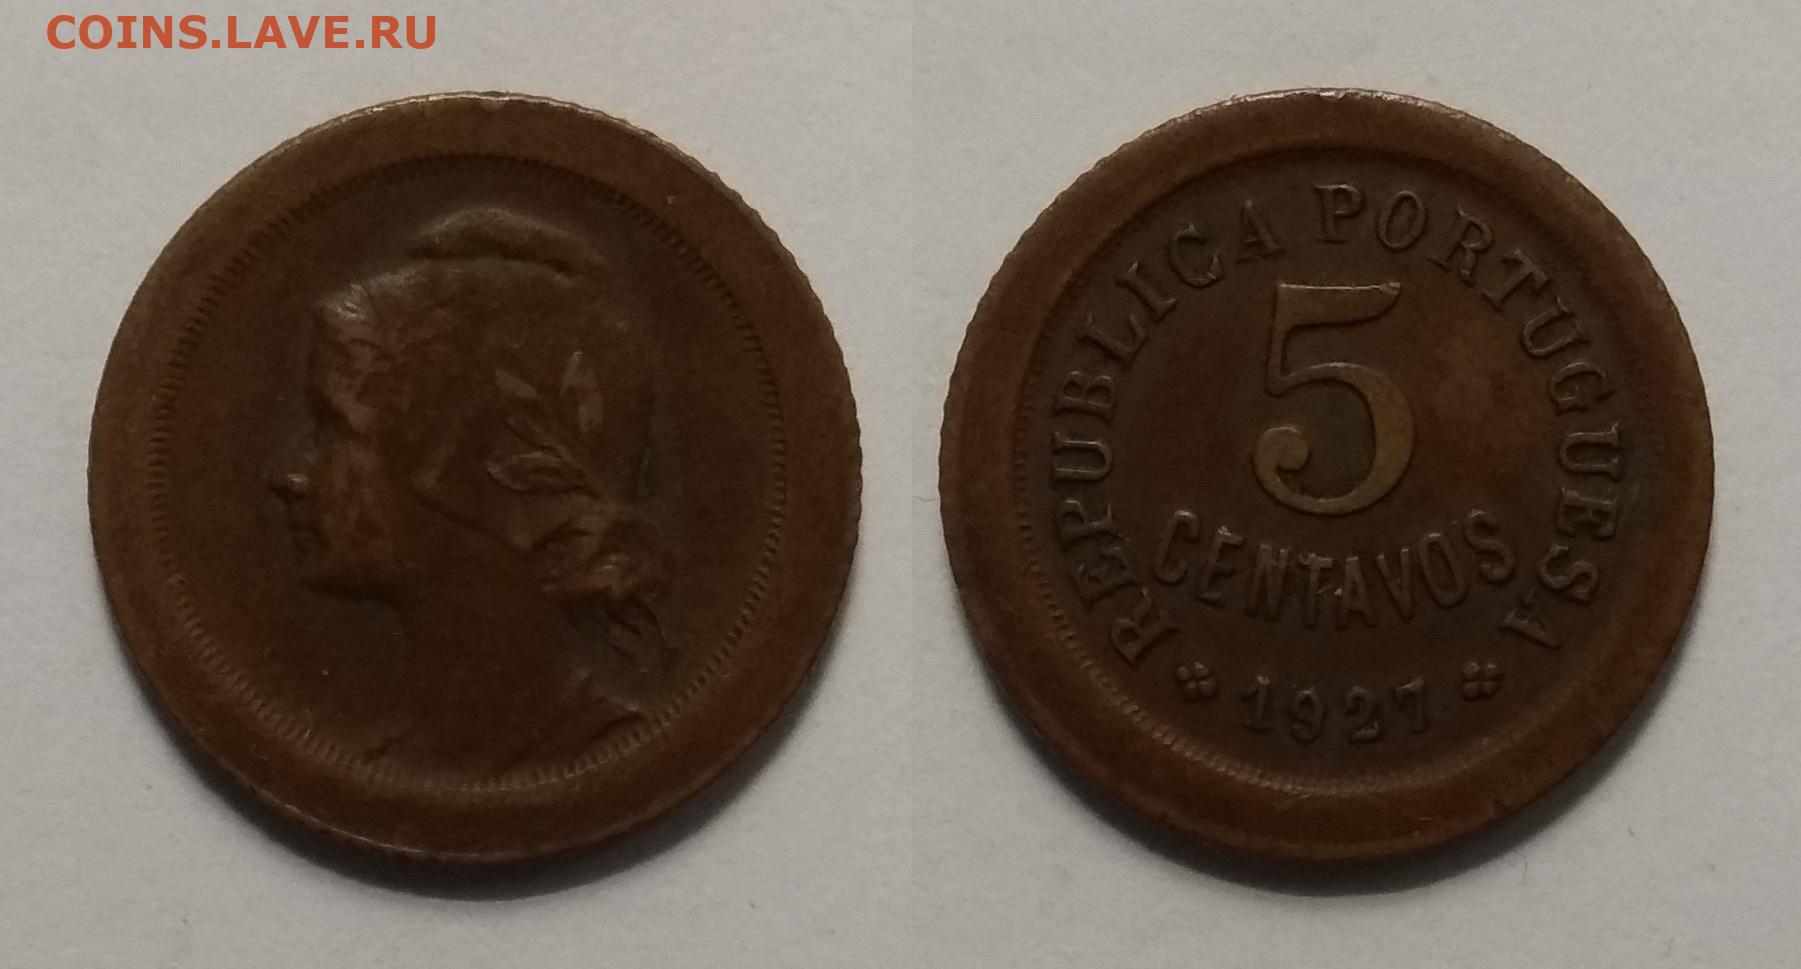 COINS.LAVE.RU
REPUBLICA PORTUGUESA
5
CENTAVOS
1927